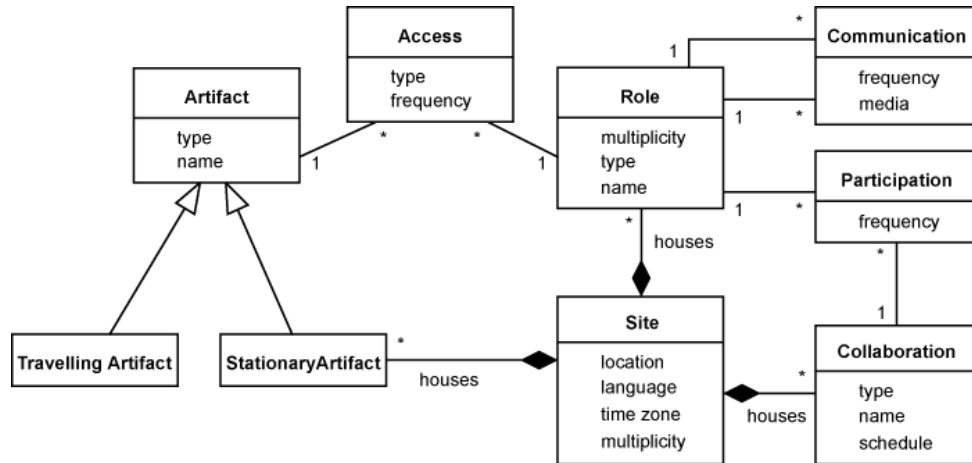 Access
type
frequency
*
*
Artifact
type
name
1
Role
multiplicity
type
name
1
1
1
1
*
Communication
frequency
media
*
*
Participation
frequency
*
*
1
houses
Travelling Artifact
StationaryArtifact
*
houses
Site
location
language
time zone
multiplicity
*
houses
Collaboration
type
name
schedule